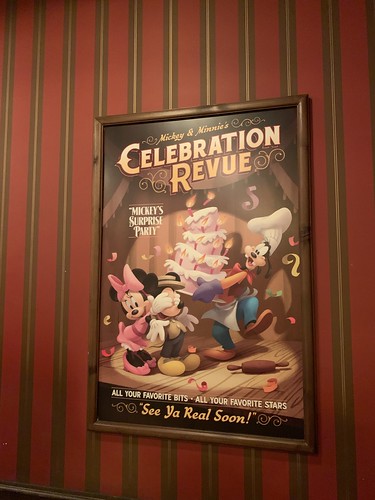 Mickey & Minnie's
CELEBRATION
REVUE
"MICKEY'S
SURPRISE
PARTY"
ALL YOUR FAVORITE BITS • ALL YOUR FAVORITE STARS
"See Ya Real Soon!"